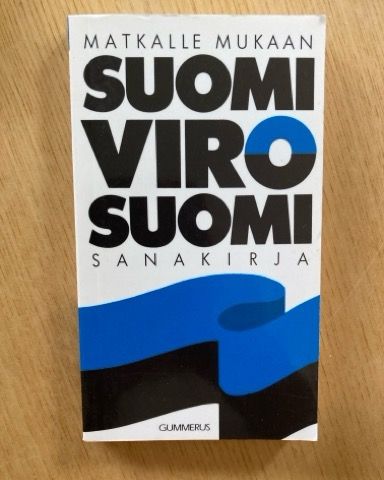 MATKALLE MUKAAN
SUOMI
VIRO
SUOMI
SANAKIRJA
GUMMERUS